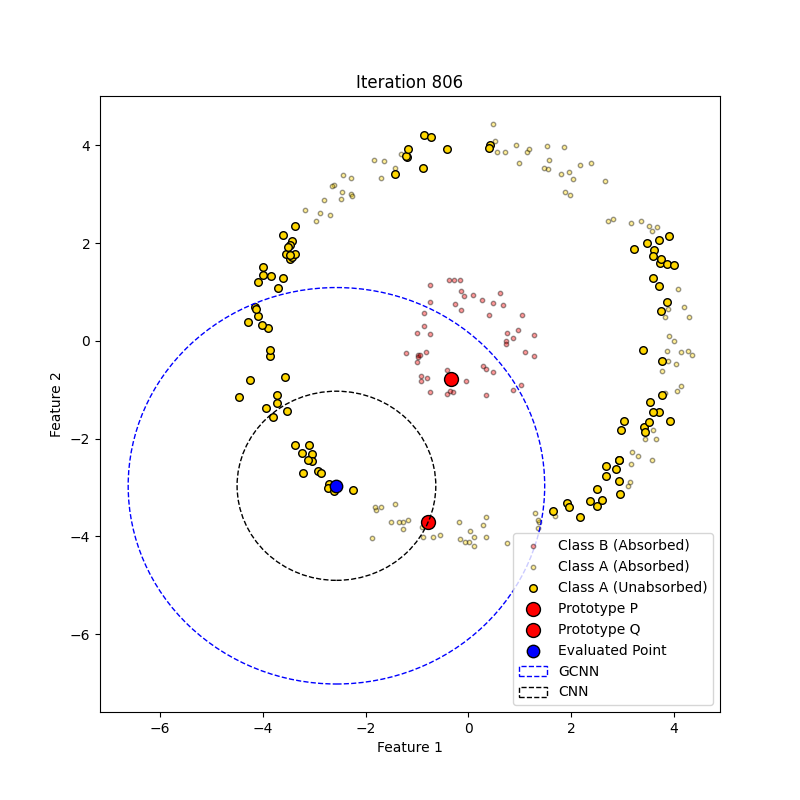 Iteration 806
Feature 2
4
2
0
−2
−4
−6
Class B (Absorbed)
Class A (Absorbed)
Class A (Unabsorbed)
Prototype P
Prototype Q
Evaluated Point
GCNN
CNN
−6
−4
−2
0
2
4
Feature 1